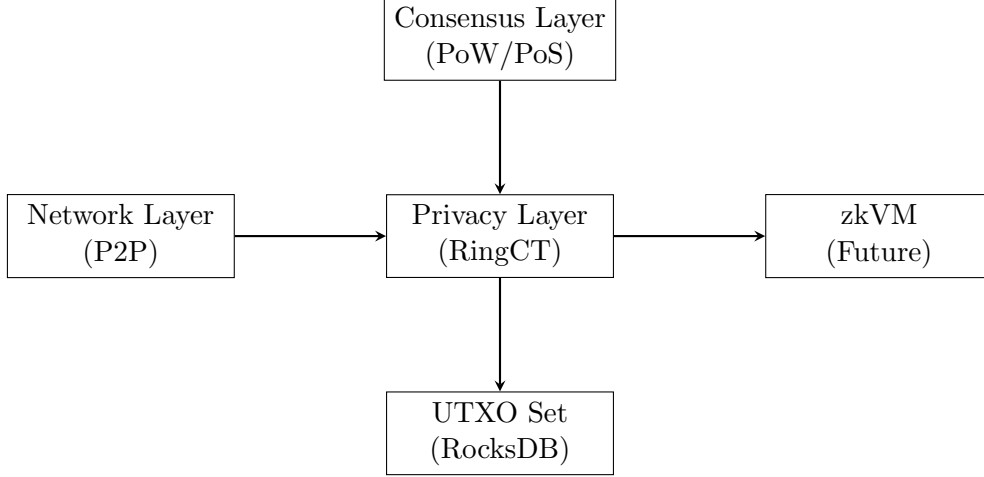 Consensus Layer
(PoW/PoS)
Network Layer
(P2P)
Privacy Layer
(RingCT)
zkVM
(Future)
UTXO Set
(RocksDB)